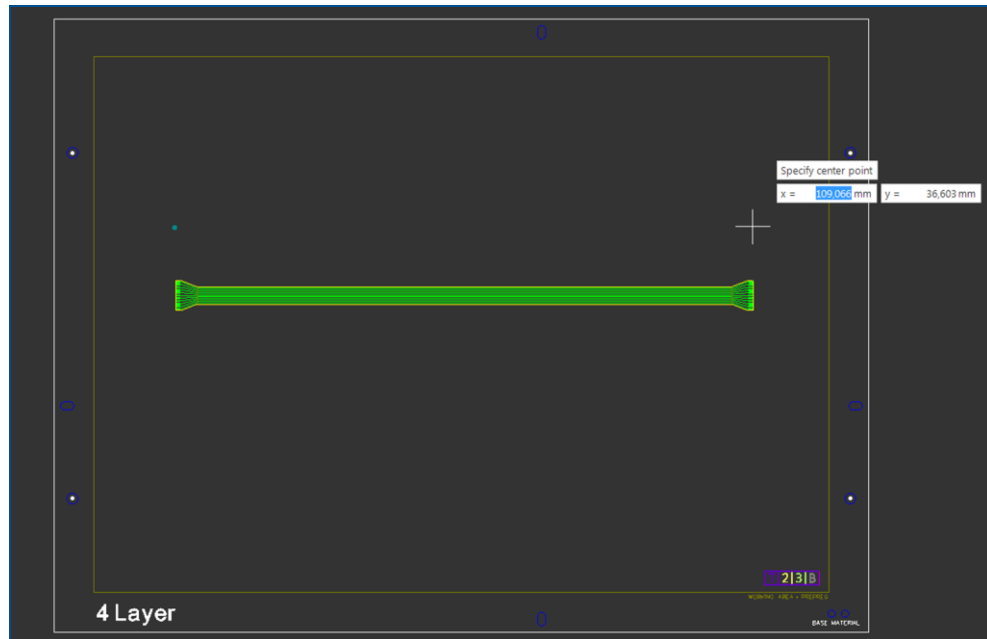 Specify center point
x = 109,066 mm y = 36,603 mm
2|3|B
WORKING AREA = PREPREG
4 Layer
BASE MATERIAL